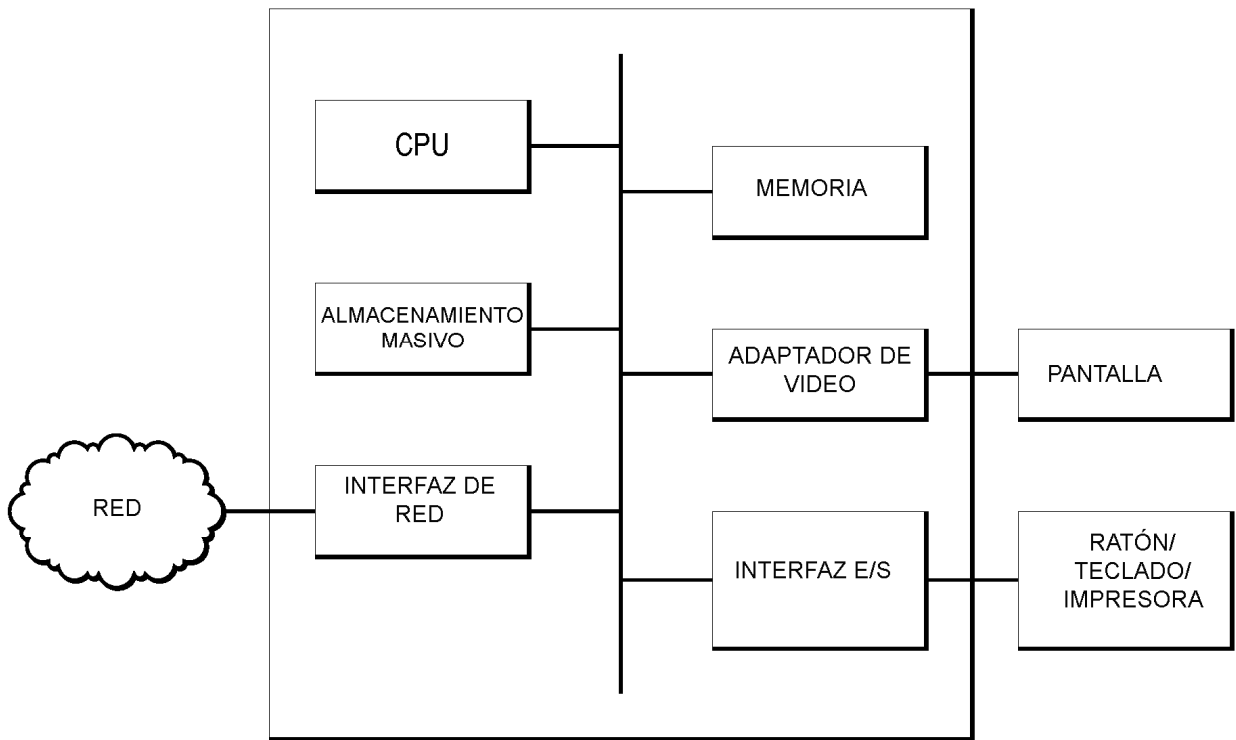 CPU
MEMORIA
ALMACENAMIENTO
MASIVO
ADAPTADOR DE
VIDEO
PANTALLA
RED
INTERFAZ DE
RED
INTERFAZ E/S
RATÓN/
TECLADO/
IMPRESORA